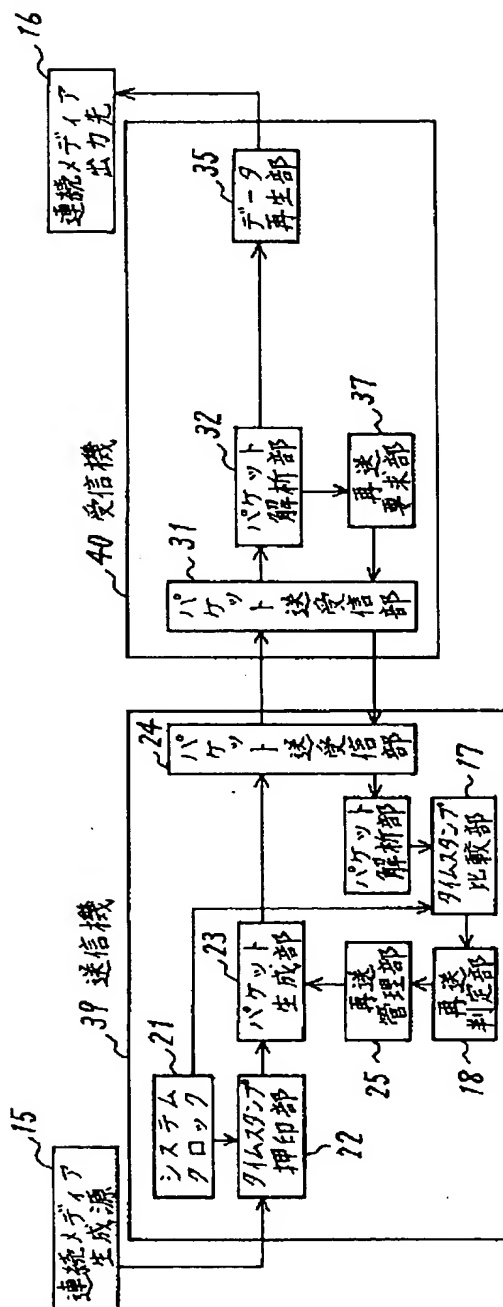 15
連続メディア
生成源
39 送信機
21
システム
クロック
タイムスタンプ
押印部
22
23
パケット
生成部
再送
管理部
25
再送
判定部
18
タイムスタンプ
比較部
17
パケット
解析部
24
パケット
送受信部
40 受信機
31
パケット
送受信部
32
パケット
解析部
37
再送
要求部
35
データ
再生部
連続メディア
出力先
16